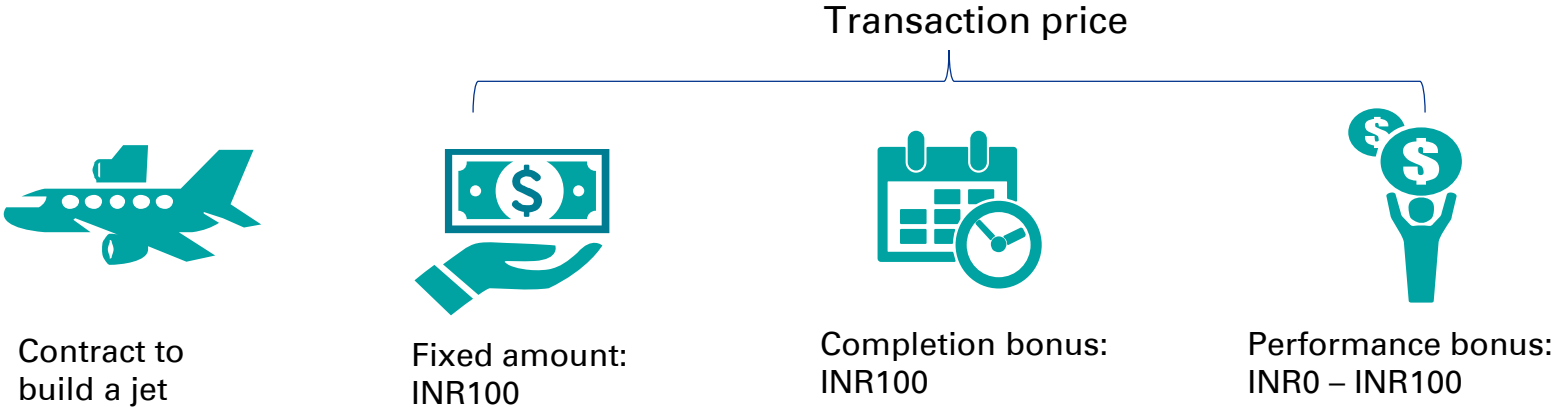 Transaction price
Contract to
build a jet
Fixed amount:
INR100
Completion bonus:
INR100
Performance bonus:
INR0 – INR100
$
$
$